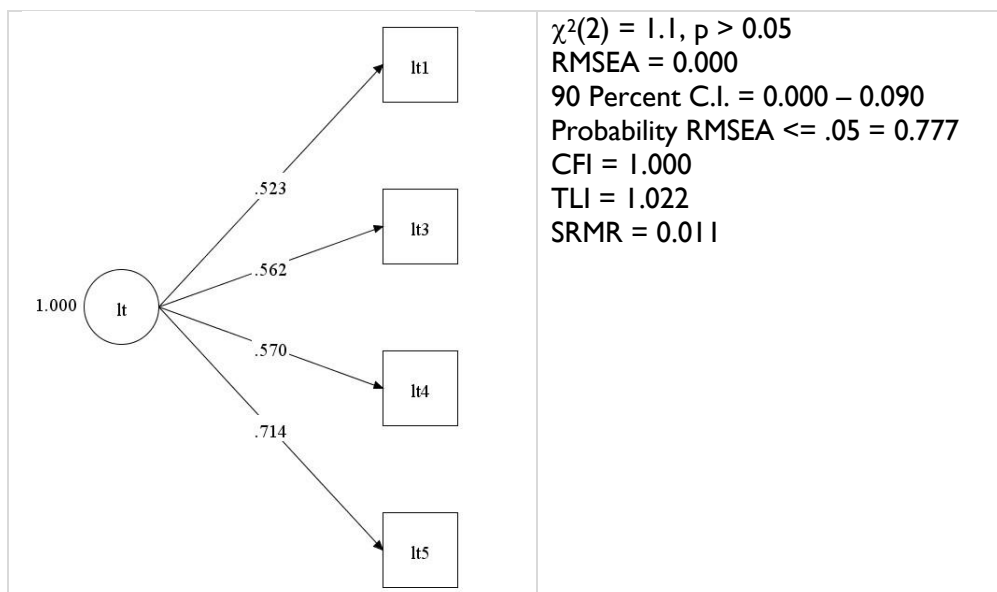 lt1
.523
lt3
.562
1.000
lt
.570
lt4
.714
lt5
χ²(2) = 1.1, p > 0.05
RMSEA = 0.000
90 Percent C.I. = 0.000 – 0.090
Probability RMSEA <= .05 = 0.777
CFI = 1.000
TLI = 1.022
SRMR = 0.011